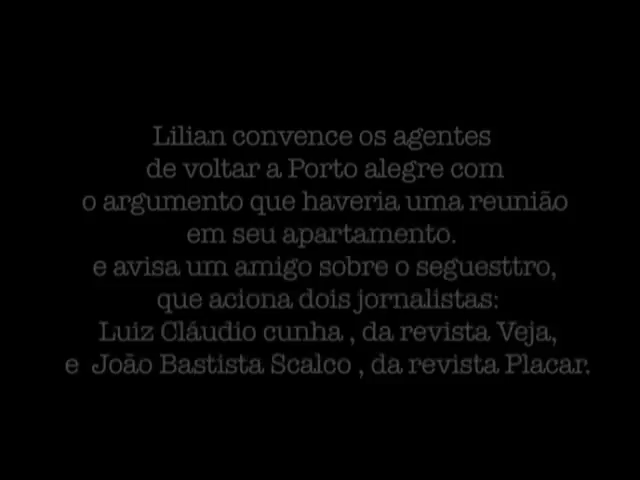 Lilian convence os agentes
de voltar a Porto alegre com
o argumento que haveria uma reunião
em seu apartamento.
e avisa um amigo sobre o seguesttro,
que aciona dois jornalistas:
Luiz Cláudio cunha , da revista Veja,
e João Bastista Scalco , da revista Placar.